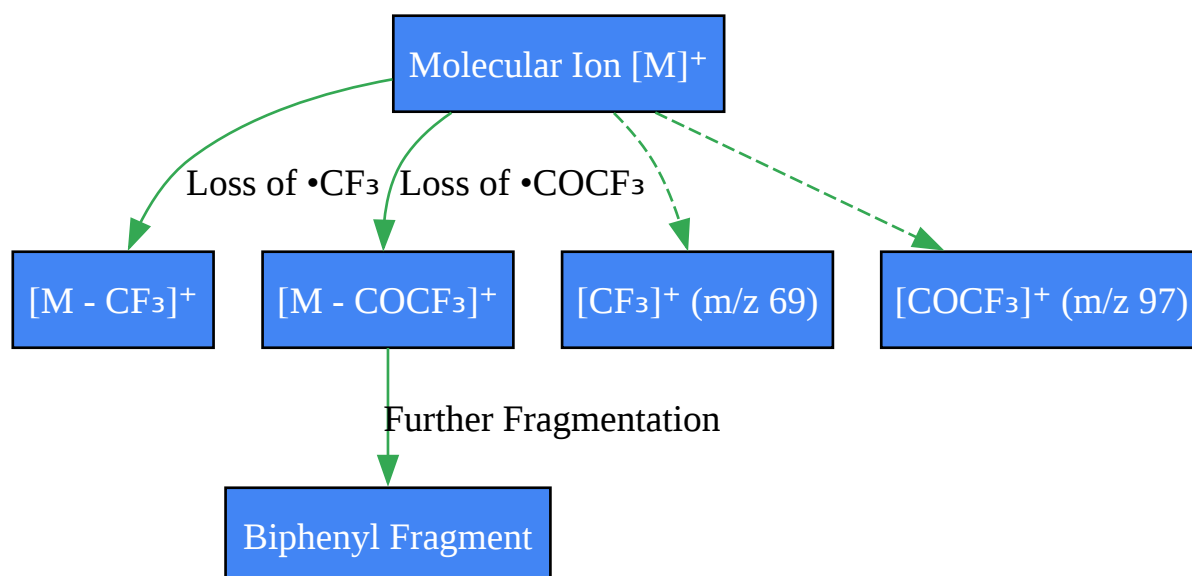 Molecular Ion [M]⁺
Loss of •CF₃
Loss of •COCF₃
[M - CF₃]⁺
[M - COCF₃]⁺
[CF₃]⁺ (m/z 69)
[COCF₃]⁺ (m/z 97)
Further Fragmentation
Biphenyl Fragment